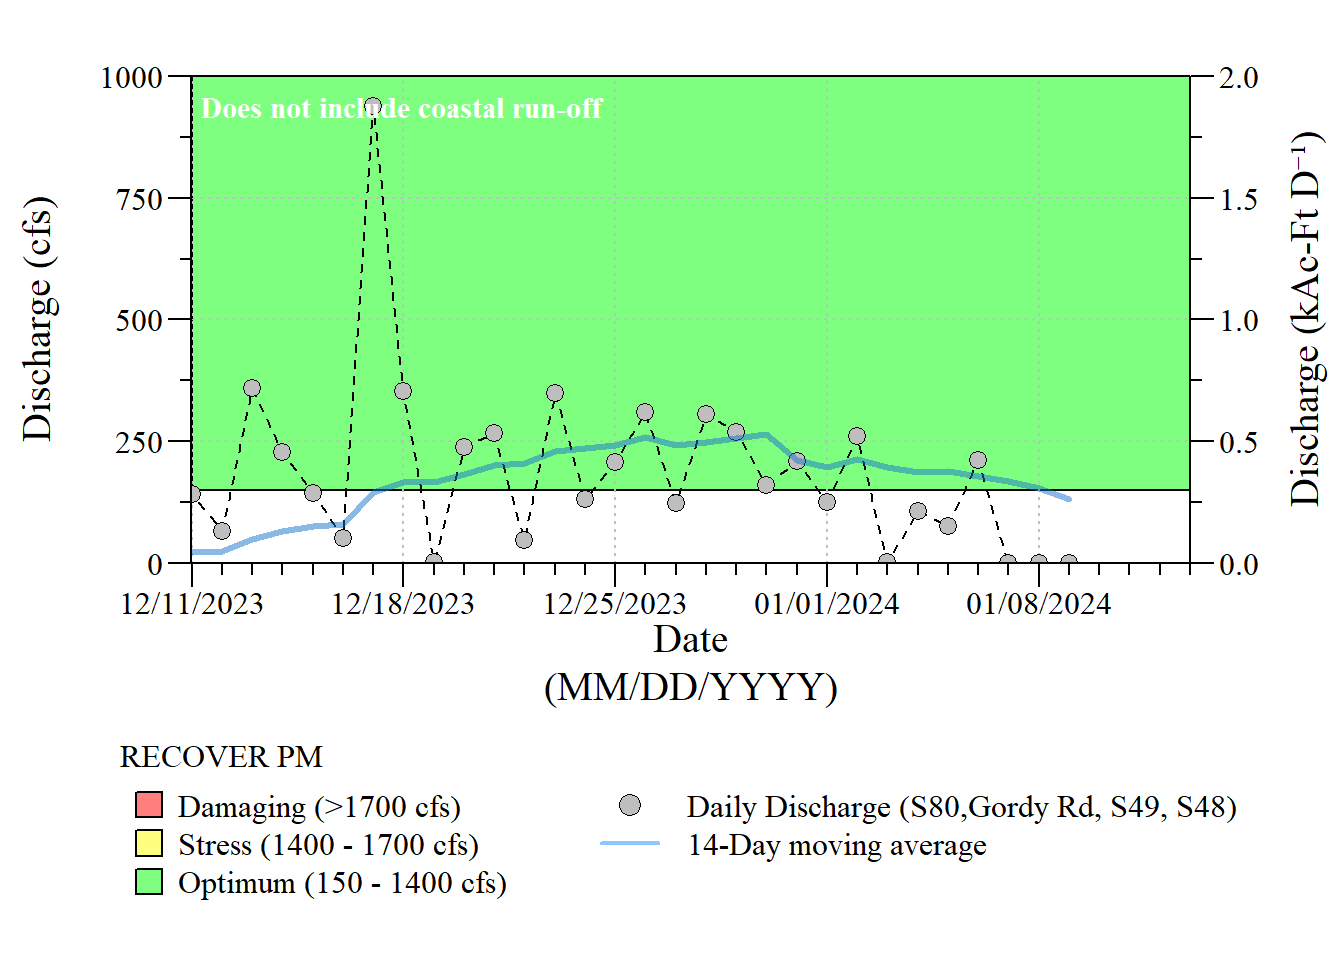 1000
750
500
250
0
Discharge (cfs)
Does not include coastal run-off
2.0
1.5
1.0
0.5
0.0
Discharge (kAc-Ft D⁻¹)
12/11/2023
12/18/2023
12/25/2023
01/01/2024
01/08/2024
Date
(MM/DD/YYYY)
RECOVER PM
Damaging (>1700 cfs)
Stress (1400 - 1700 cfs)
Optimum (150 - 1400 cfs)
Daily Discharge (S80,Gordy Rd, S49, S48)
14-Day moving average